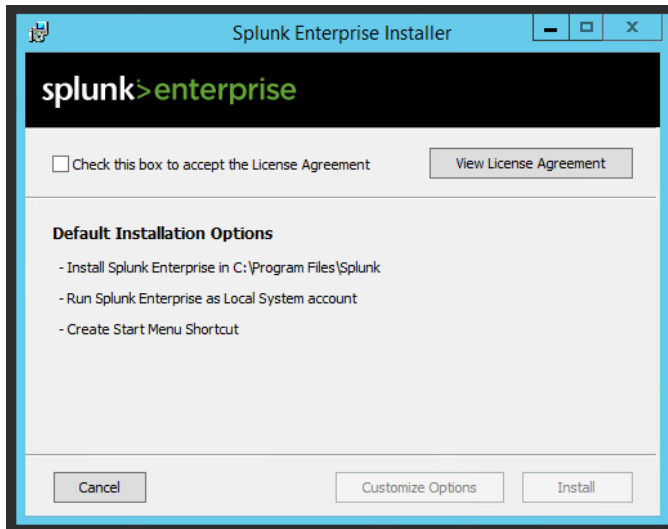 Splunk Enterprise Installer
splunk>enterprise
Check this box to accept the License Agreement
View License Agreement
Default Installation Options
- Install Splunk Enterprise in C:\Program Files\Splunk
- Run Splunk Enterprise as Local System account
- Create Start Menu Shortcut
Cancel
Customize Options
Install